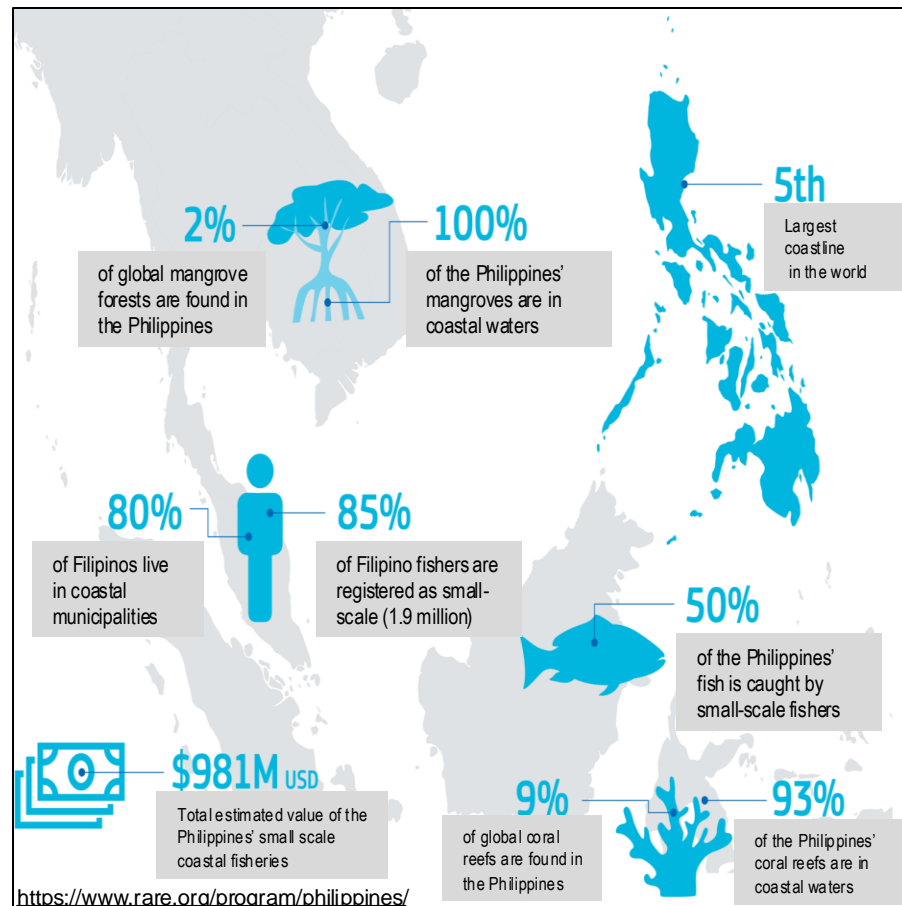 5th
Largest
coastline
in the world
2%
of global mangrove
forests are found in
the Philippines
100%
of the Philippines’
mangroves are in
coastal waters
80%
of Filipinos live
in coastal
municipalities
85%
of Filipino fishers are
registered as small-
scale (1.9 million)
50%
of the Philippines’
fish is caught by
small-scale fishers
$981M USD
Total estimated value of the
Philippines’ small scale
coastal fisheries
9%
of global coral
reefs are found in
the Philippines
93%
of the Philippines’
coral reefs are in
coastal waters
https://www.rare.org/program/philippines/